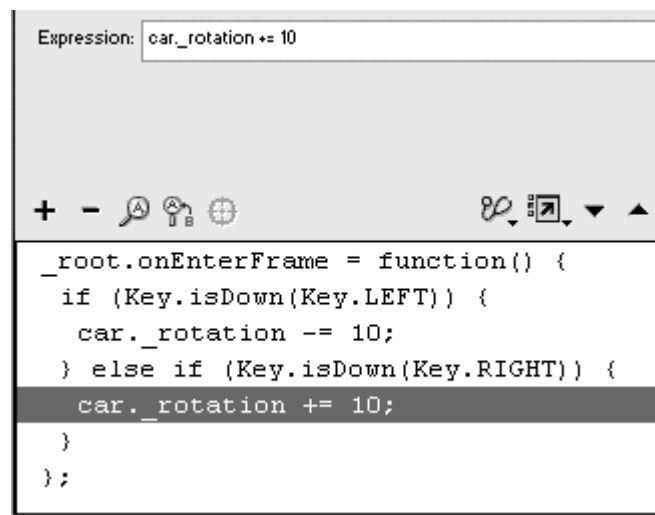 Expression: car._rotation += 10
_root.onEnterFrame = function() {
if (Key.isDown(Key.LEFT)) {
car._rotation -= 10;
} else if (Key.isDown(Key.RIGHT)) {
car._rotation += 10;
}
};